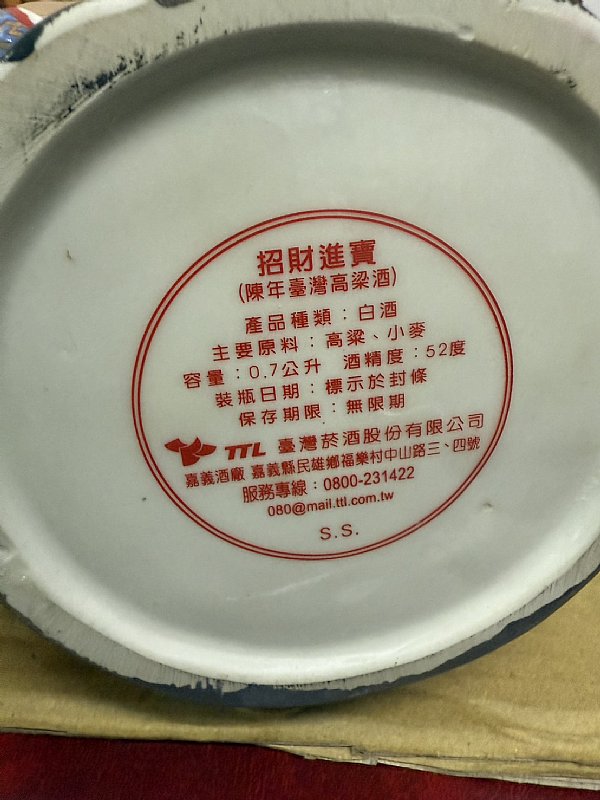 招財進寶
(陳年臺灣高梁酒)
產品種類：白酒
主要原料：高粱、小麥
容量：0.7公升 酒精度：52度
裝瓶日期：標示於封條
保存期限：無限期
TTL 臺灣菸酒股份有限公司
嘉義酒廠 嘉義縣民雄鄉福樂村中山路三、四號
服務專線：0800-231422
080@mail.ttl.com.tw
S.S.